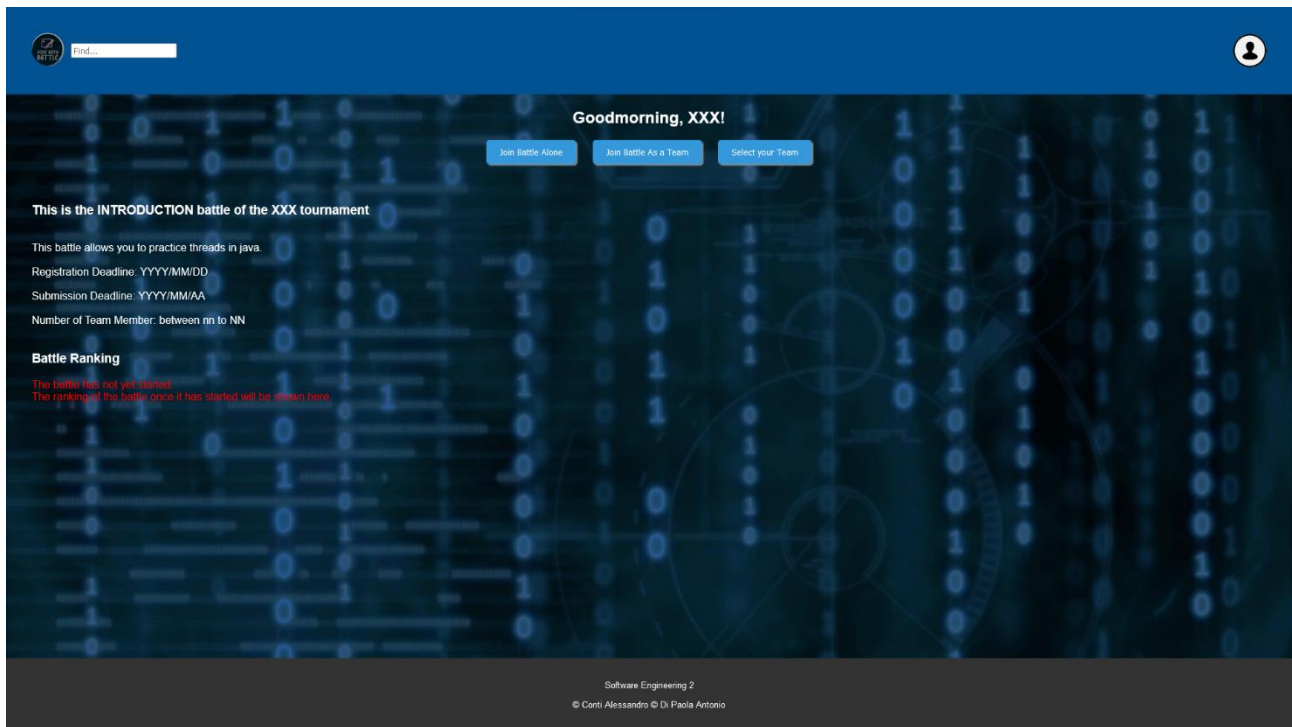 BATTLE
Find...
Goodmorning, XXX!
Join Battle Alone
Join Battle As a Team
Select your Team
This is the INTRODUCTION battle of the XXX tournament
This battle allows you to practice threads in java.
Registration Deadline: YYYY/MM/DD
Submission Deadline: YYYY/MM/AA
Number of Team Member: between nn to NN
Battle Ranking
The battle has not yet started.
The ranking of the battle once it has started will be shown here.
Software Engineering 2
© Conti Alessandro © Di Paola Antonio